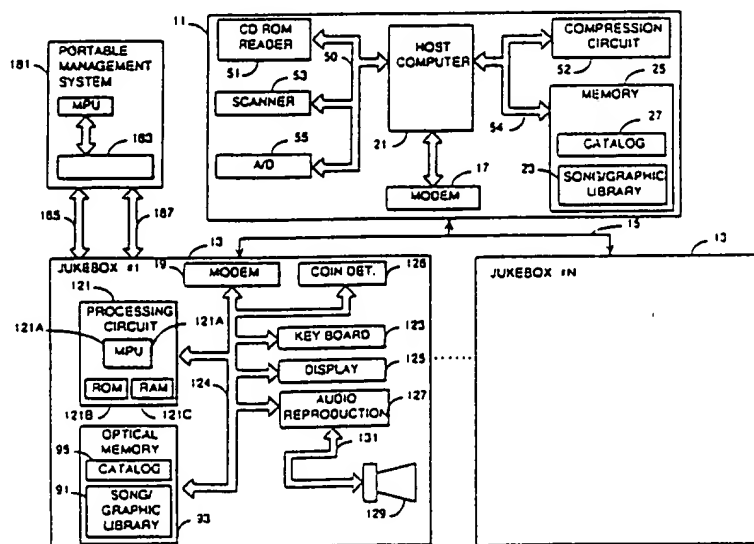 11
CD ROM
READER
51
50
HOST
COMPUTER
21
COMPRESSION
CIRCUIT
52
25
181
PORTABLE
MANAGEMENT
SYSTEM
MPU
183
53
SCANNER
55
A/D
54
MEMORY
27
CATALOG
23
SONG/GRAPHIC
LIBRARY
17
MODEM
185
187
15
13
JUKEBOX #1
19
MODEM
COIN DET.
126
13
JUKEBOX #N
121
PROCESSING
CIRCUIT
121A
121A
MPU
ROM
RAM
121B
121C
124
KEY BOARD
123
DISPLAY
125
AUDIO
REPRODUCTION
127
131
129
OPTICAL
MEMORY
95
CATALOG
91
SONG/
GRAPHIC
LIBRARY
93